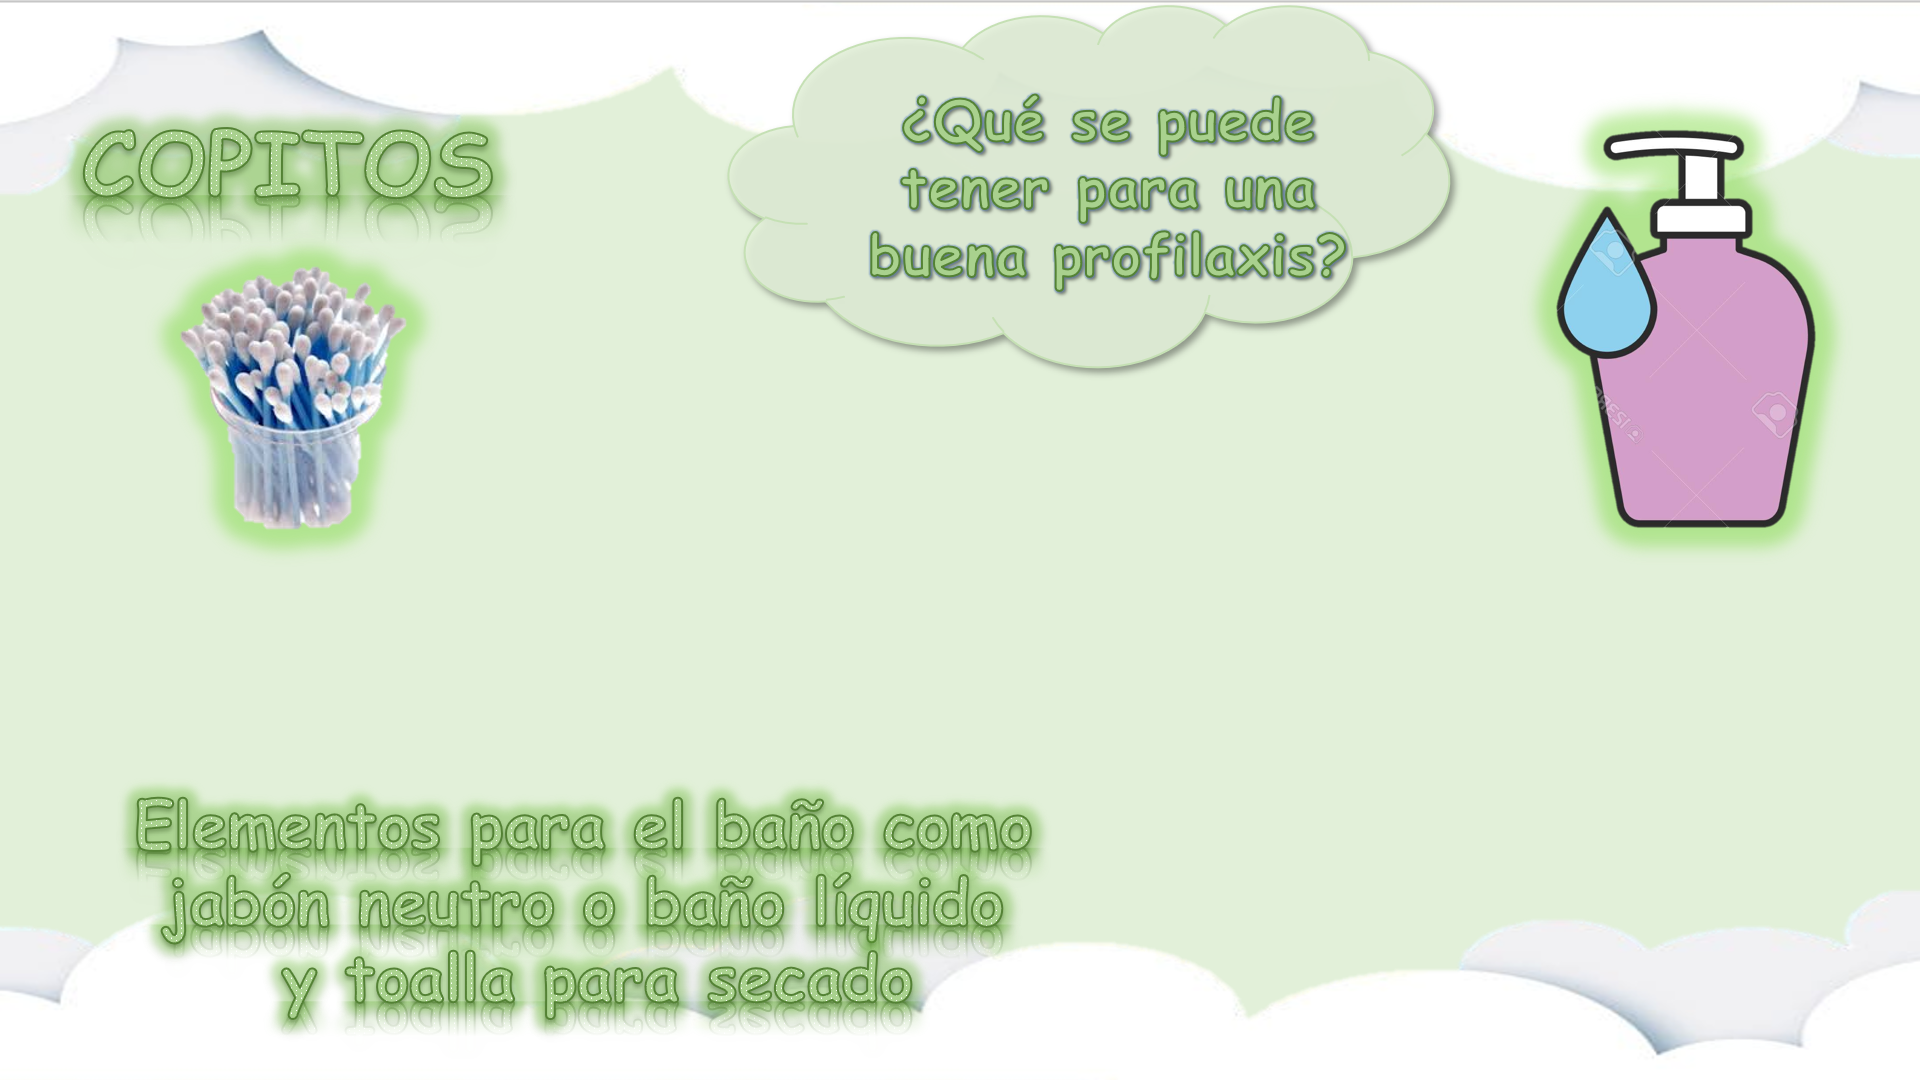 COPITOS
¿Qué se puede
tener para una
buena profilaxis?
Elementos para el baño como
jabón neutro o baño líquido
y toalla para secado